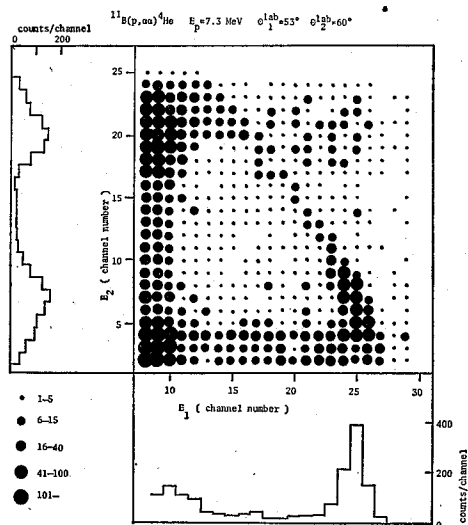 ¹¹B(p,αα)⁴He E_p=7.3 MeV Θ₁ˡᵃᵇ=53° Θ₂ˡᵃᵇ=60°
counts/channel
0 200
25
20
15
10
5
E₂ ( channel number )
10 15 20 25 30
E₁ ( channel number )
1–5
6–15
16–40
41–100
101–
400
200
0
counts/channel